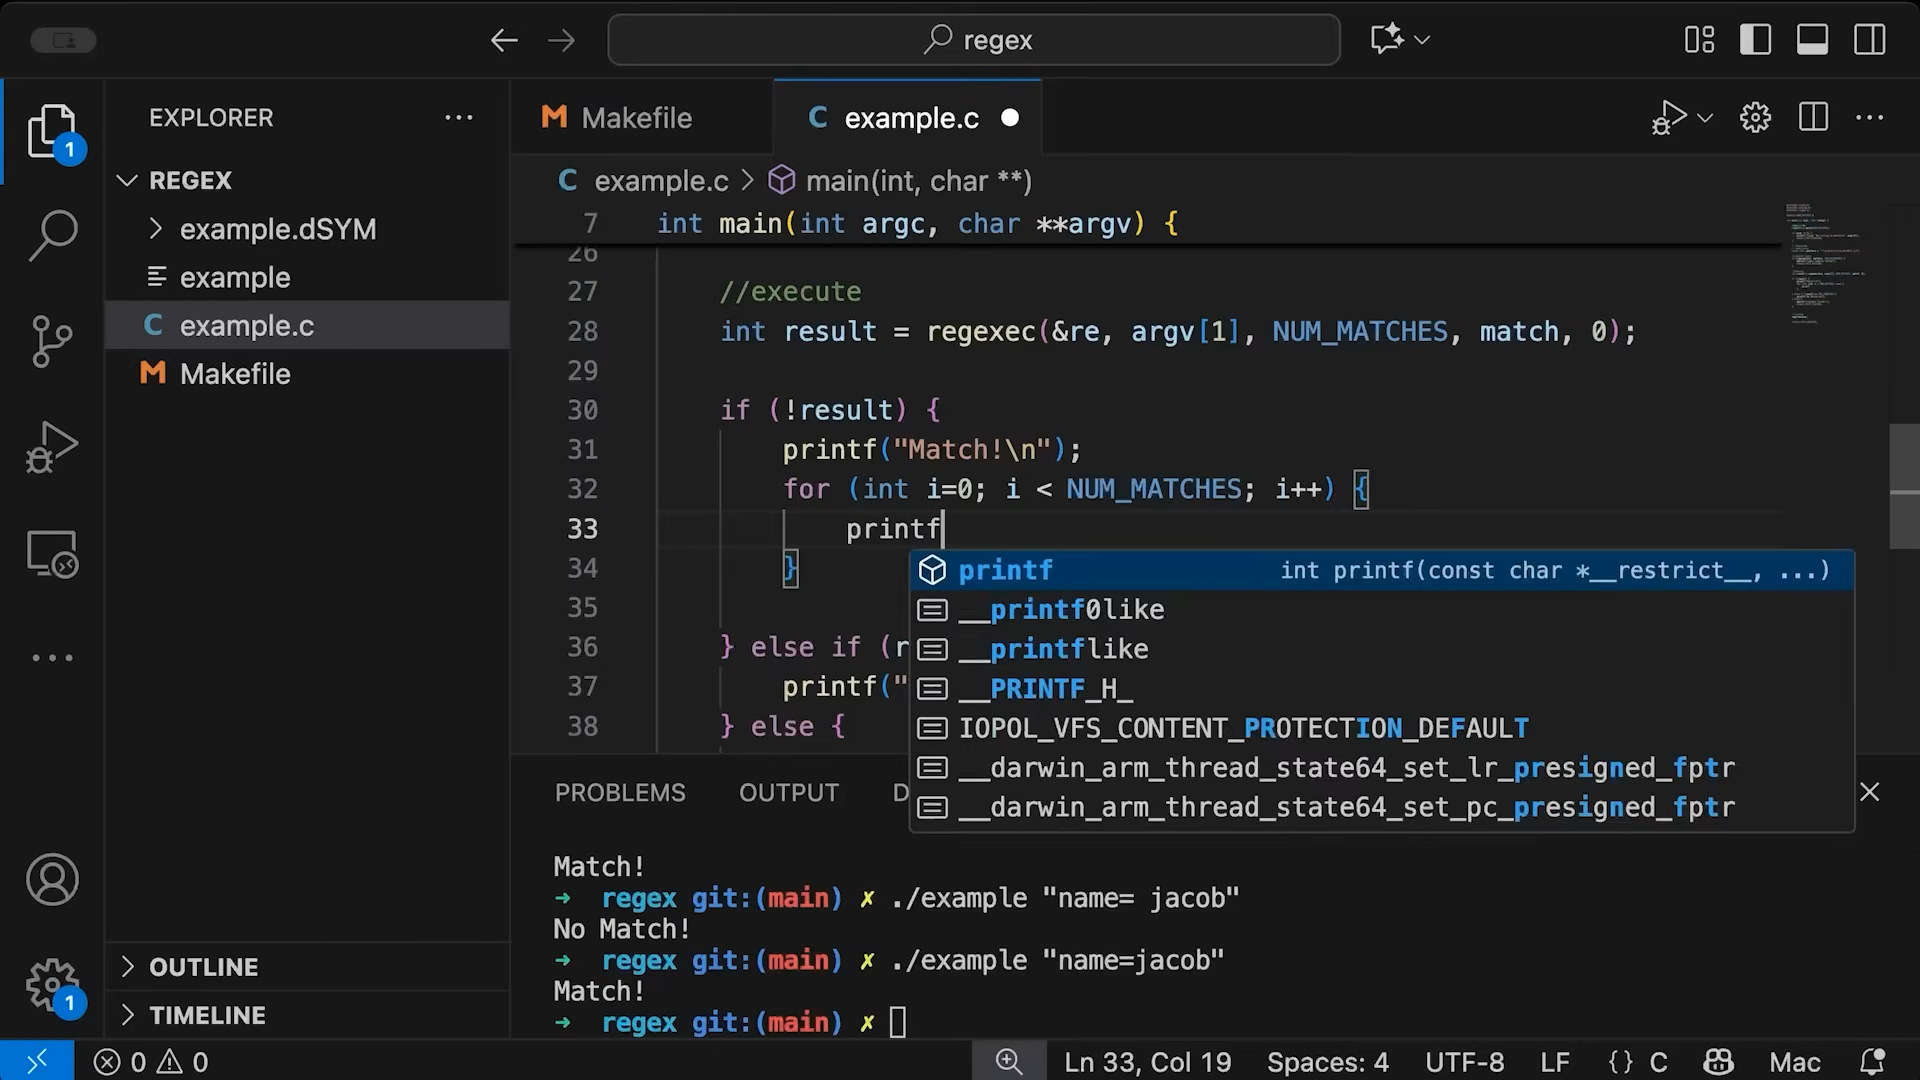 regex
EXPLORER
Makefile
example.c
1
REGEX
example.c > main(int, char **)
example.dSYM
example
example.c
Makefile
7 int main(int argc, char **argv) {
26
27 //execute
28 int result = regexec(&re, argv[1], NUM_MATCHES, match, 0);
29
30 if (!result) {
31 printf("Match!\n");
32 for (int i=0; i < NUM_MATCHES; i++) {
33 printf
34 }
35
36 } else if (r
37 printf("
38 } else {
printf int printf(const char *__restrict__, ...)
__printf0like
__printflike
__PRINTF_H_
IOPOL_VFS_CONTENT_PROTECTION_DEFAULT
__darwin_arm_thread_state64_set_lr_presigned_fptr
__darwin_arm_thread_state64_set_pc_presigned_fptr
PROBLEMS OUTPUT D
Match!
➜ regex git:(main) ✗ ./example "name= jacob"
No Match!
➜ regex git:(main) ✗ ./example "name=jacob"
Match!
➜ regex git:(main) ✗
OUTLINE
1
TIMELINE
0 0
Ln 33, Col 19 Spaces: 4 UTF-8 LF {} C Mac